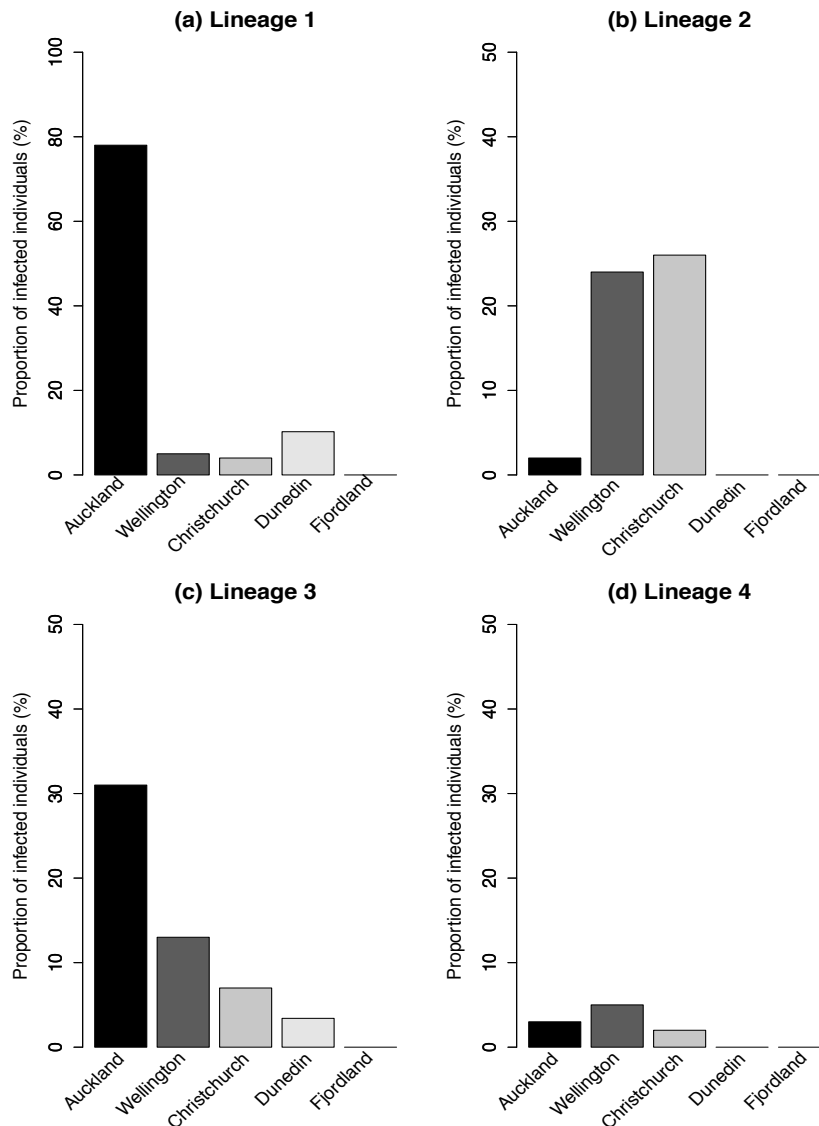 (a) Lineage 1
Proportion of infected individuals (%)
100
80
60
40
20
0
Auckland
Wellington
Christchurch
Dunedin
Fjordland
(b) Lineage 2
Proportion of infected individuals (%)
50
40
30
20
10
0
Auckland
Wellington
Christchurch
Dunedin
Fjordland
(c) Lineage 3
Proportion of infected individuals (%)
50
40
30
20
10
0
Auckland
Wellington
Christchurch
Dunedin
Fjordland
(d) Lineage 4
Proportion of infected individuals (%)
50
40
30
20
10
0
Auckland
Wellington
Christchurch
Dunedin
Fjordland